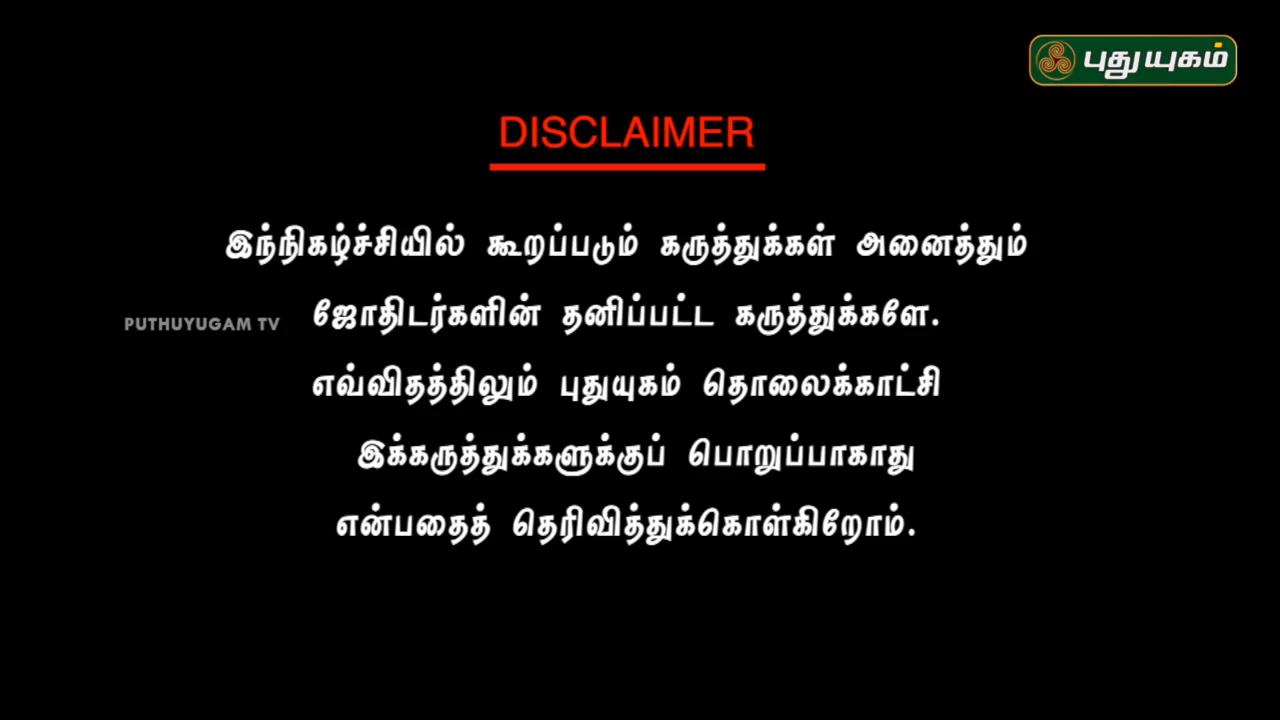 புதுயுகம்
DISCLAIMER
இந்நிகழ்ச்சியில் கூறப்படும் கருத்துக்கள் அனைத்தும்
PUTHUYUGAM TV
ஜோதிடர்களின் தனிப்பட்ட கருத்துக்களே.
எவ்விதத்திலும் புதுயுகம் தொலைக்காட்சி
இக்கருத்துக்களுக்குப் பொறுப்பாகாது
என்பதைத் தெரிவித்துக்கொள்கிறோம்.